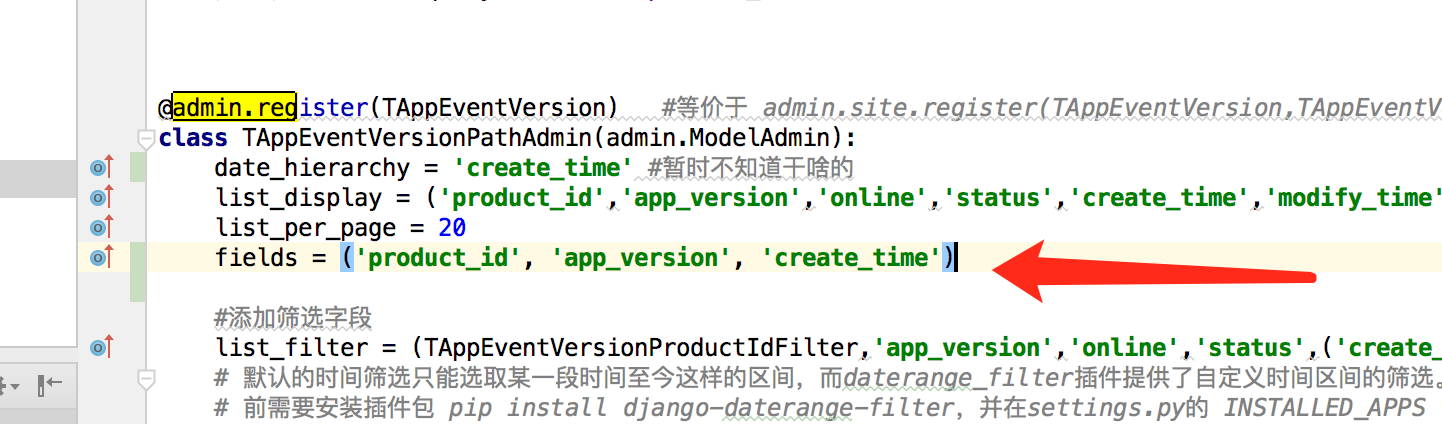 @admin.register(TAppEventVersion) #等价于 admin.site.register(TAppEventVersion,TAppEventV
class TAppEventVersionPathAdmin(admin.ModelAdmin):
date_hierarchy = 'create_time' #暂时不知道干啥的
list_display = ('product_id','app_version','online','status','create_time','modify_time'
list_per_page = 20
fields = ('product_id', 'app_version', 'create_time')
#添加筛选字段
list_filter = (TAppEventVersionProductIdFilter,'app_version','online','status',('create_
# 默认的时间筛选只能选取某一段时间至今这样的区间，而daterange_filter插件提供了自定义时间区间的筛选。
# 前需要安装插件包 pip install django-daterange-filter，并在settings.py的 INSTALLED_APPS